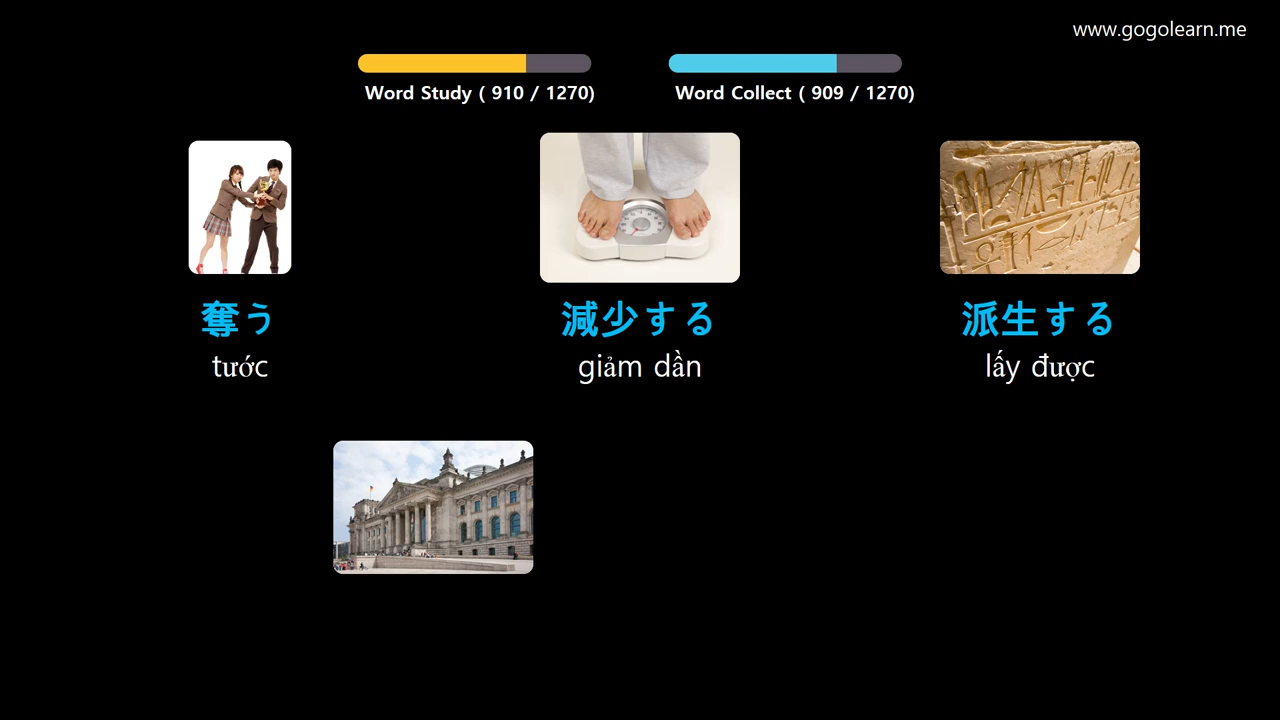 www.gogolearn.me
Word Study ( 910 / 1270)
Word Collect ( 909 / 1270)
奪う
減少する
派生する
tước
giảm dần
lấy được